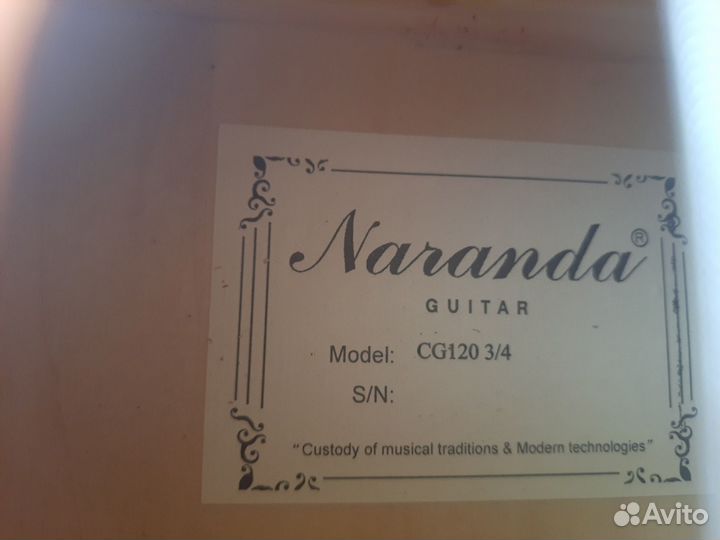 Naranda®
GUITAR
Model: CG120 3/4
S/N:
"Custody of musical traditions & Modern technologies"
Avito